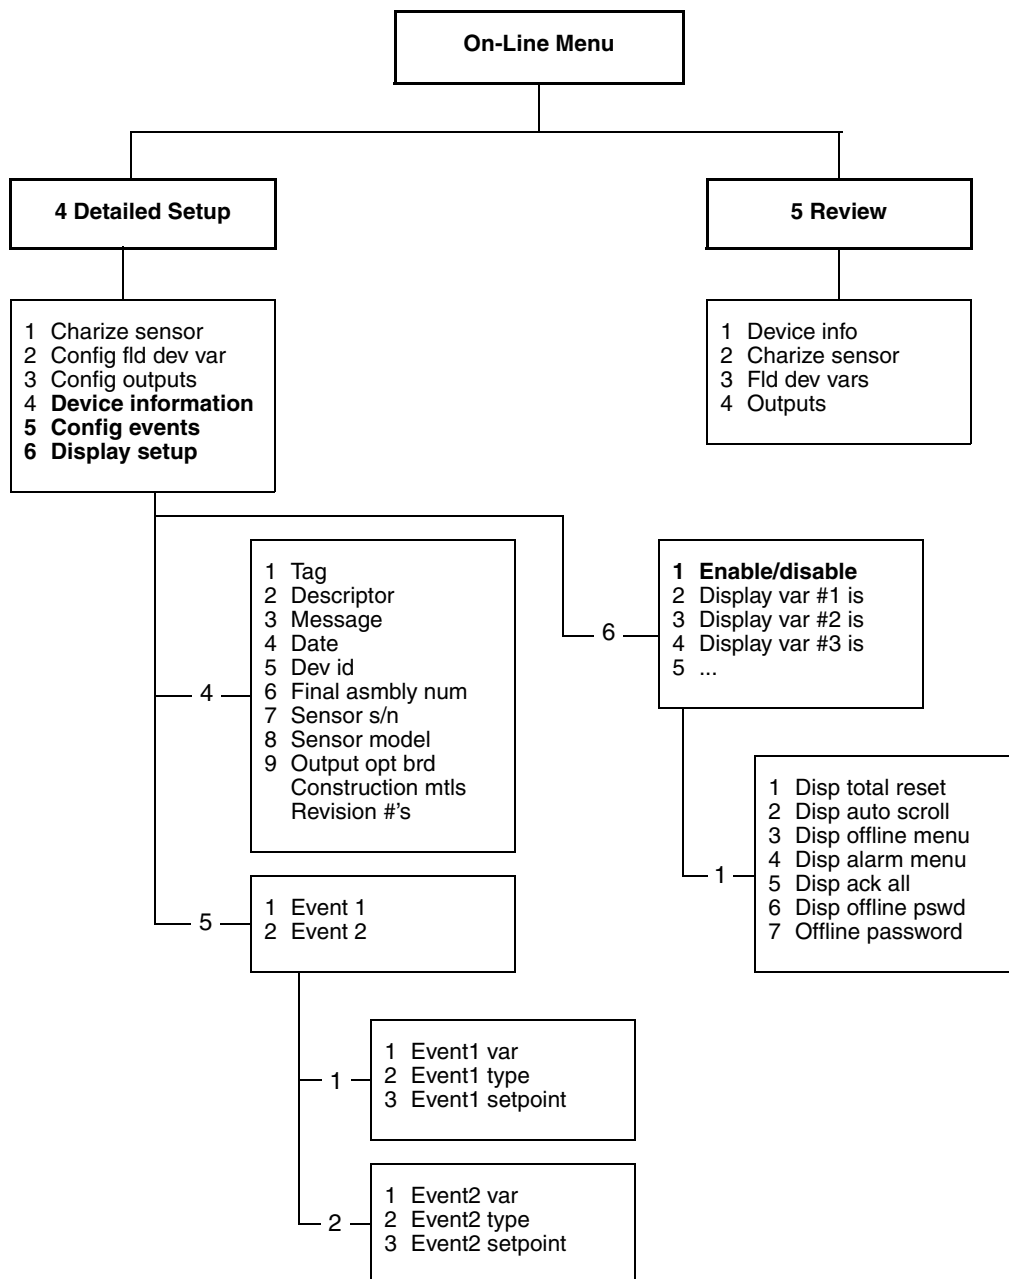 On-Line Menu
4 Detailed Setup
5 Review
1 Charize sensor
2 Config fld dev var
3 Config outputs
4 Device information
5 Config events
6 Display setup
1 Device info
2 Charize sensor
3 Fld dev vars
4 Outputs
4
1 Tag
2 Descriptor
3 Message
4 Date
5 Dev id
6 Final asmbly num
7 Sensor s/n
8 Sensor model
9 Output opt brd
Construction mtls
Revision #'s
6
1 Enable/disable
2 Display var #1 is
3 Display var #2 is
4 Display var #3 is
5 ...
1
1 Disp total reset
2 Disp auto scroll
3 Disp offline menu
4 Disp alarm menu
5 Disp ack all
6 Disp offline pswd
7 Offline password
5
1 Event 1
2 Event 2
1
1 Event1 var
2 Event1 type
3 Event1 setpoint
2
1 Event2 var
2 Event2 type
3 Event2 setpoint